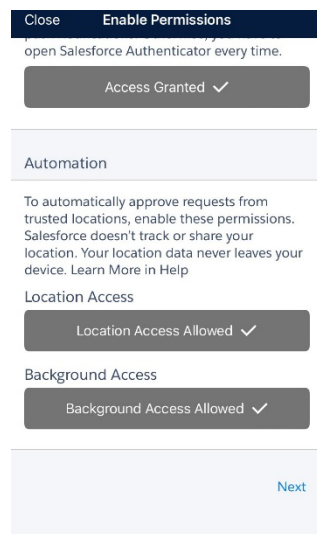 Close Enable Permissions
open Salesforce Authenticator every time.
Access Granted
Automation
To automatically approve requests from
trusted locations, enable these permissions.
Salesforce doesn't track or share your
location. Your location data never leaves your
device. Learn More in Help
Location Access
Location Access Allowed
Background Access
Background Access Allowed
Next